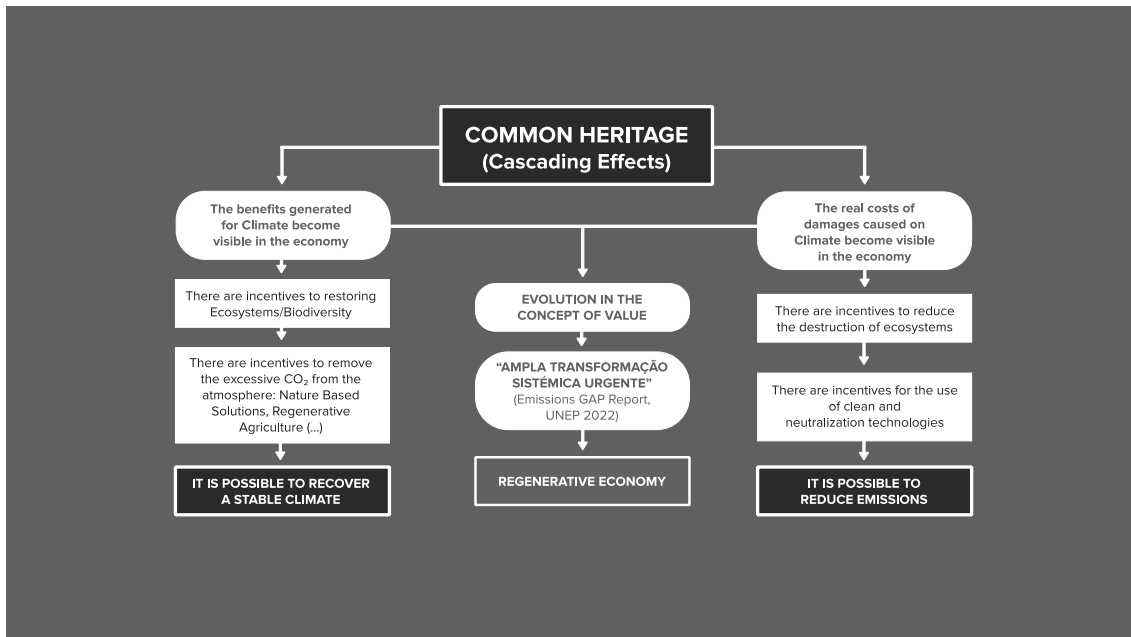 COMMON HERITAGE
(Cascading Effects)
The benefits generated
for Climate become
visible in the economy
There are incentives to restoring
Ecosystems/Biodiversity
There are incentives to remove
the excessive CO₂ from the
atmosphere: Nature Based
Solutions, Regenerative
Agriculture (...)
IT IS POSSIBLE TO RECOVER
A STABLE CLIMATE
EVOLUTION IN THE
CONCEPT OF VALUE
“AMPLA TRANSFORMAÇÃO
SISTÉMICA URGENTE”
(Emissions GAP Report,
UNEP 2022)
REGENERATIVE ECONOMY
The real costs of
damages caused on
Climate become visible
in the economy
There are incentives to reduce
the destruction of ecosystems
There are incentives for the use
of clean and
neutralization technologies
IT IS POSSIBLE TO
REDUCE EMISSIONS